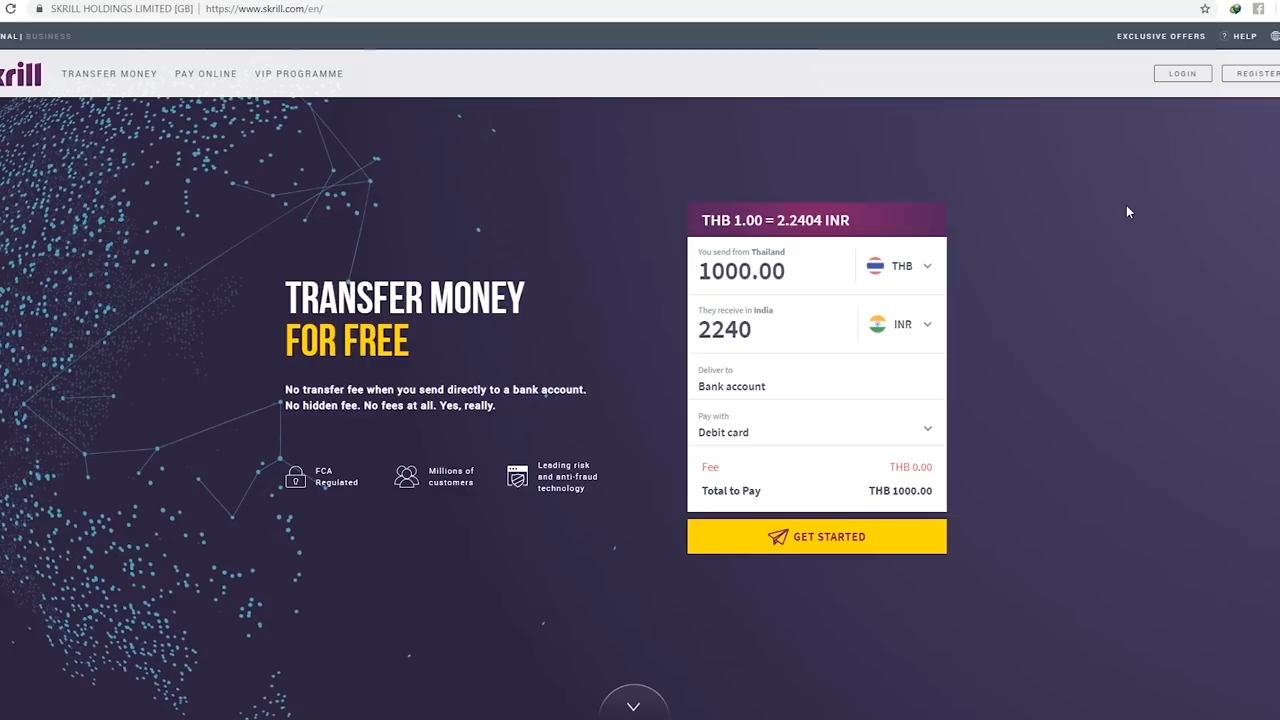 SKRILL HOLDINGS LIMITED [GB]
https://www.skrill.com/en/
NAL | BUSINESS
EXCLUSIVE OFFERS
? HELP
krill
TRANSFER MONEY
PAY ONLINE
VIP PROGRAMME
LOGIN
REGISTER
THB 1.00 = 2.2404 INR
You send from Thailand
1000.00
THB
They receive in India
2240
INR
Deliver to
Bank account
Pay with
Debit card
Fee
THB 0.00
Total to Pay
THB 1000.00
GET STARTED
TRANSFER MONEY
FOR FREE
No transfer fee when you send directly to a bank account.
No hidden fee. No fees at all. Yes, really.
FCA
Regulated
Millions of
customers
Leading risk
and anti-fraud
technology